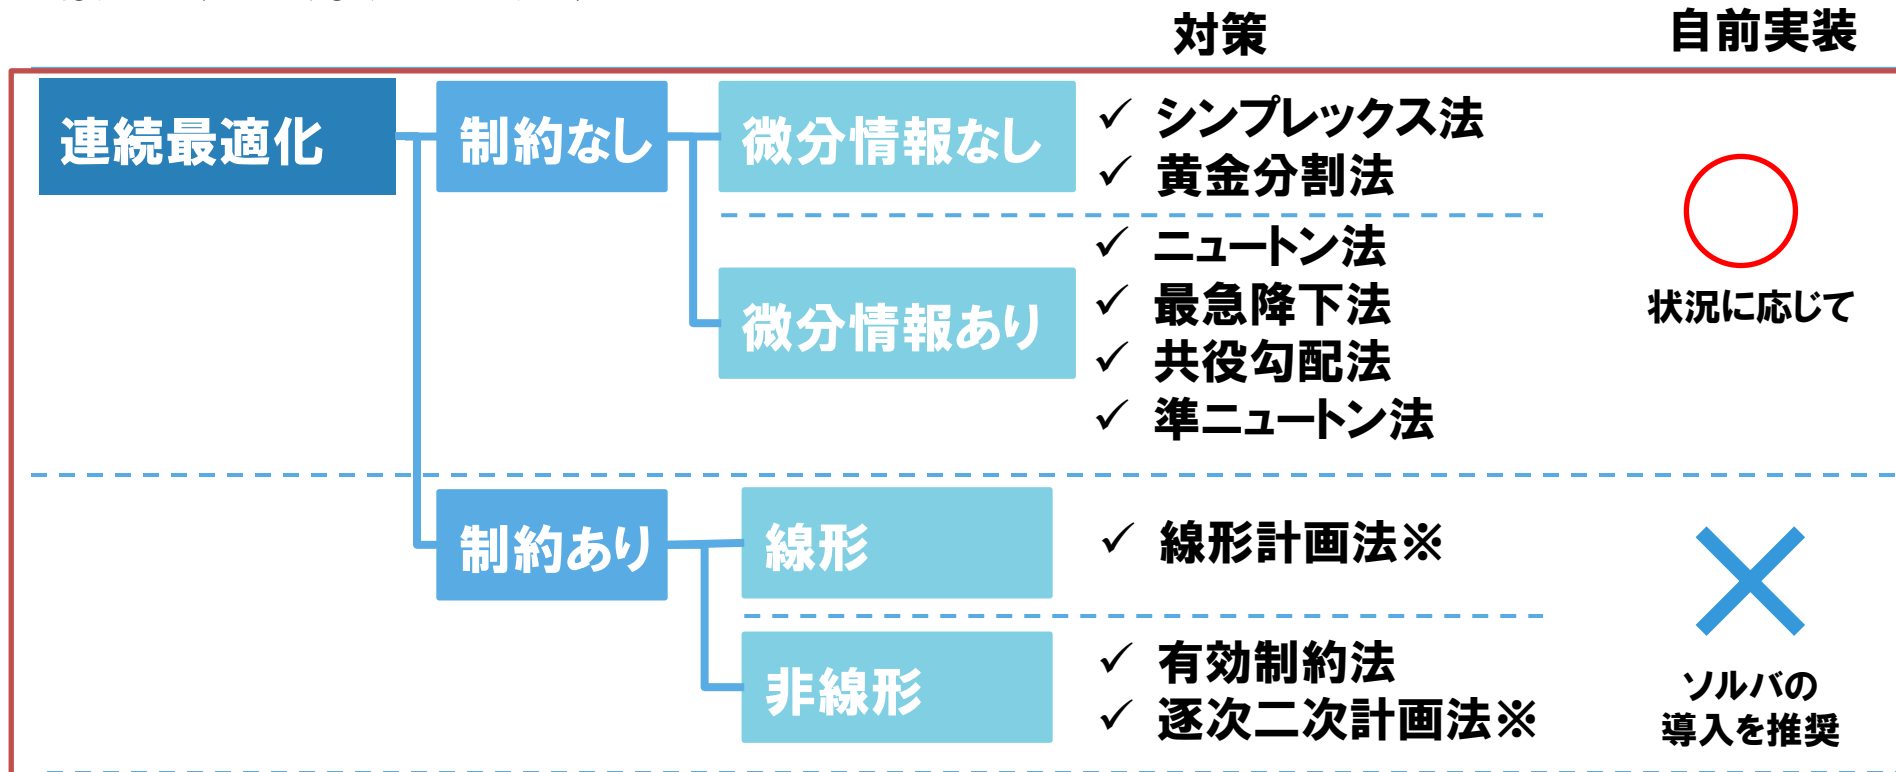 対策
自前実装
連続最適化
制約なし
微分情報なし
✓ シンプレックス法
✓ 黄金分割法
微分情報あり
✓ ニュートン法
✓ 最急降下法
✓ 共役勾配法
✓ 準ニュートン法
状況に応じて
制約あり
線形
✓ 線形計画法※
非線形
✓ 有効制約法
✓ 逐次二次計画法※
ソルバの
導入を推奨